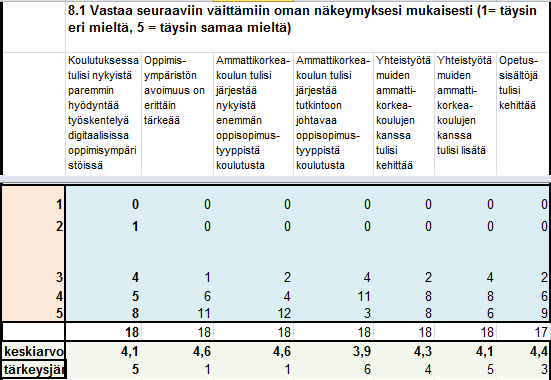 8.1 Vastaa seuraaviin väittämiin oman näkemyksesi mukaisesti (1= täysin
eri mieltä, 5 = täysin samaa mieltä)
Koulutuksessa tulisi nykyistä paremmin hyödyntää työskentelyä digitaalisissa oppimisympäri stöissä
Oppimis- ympäristön avoimuus on erittäin tärkeää
Ammattikorkea- koulun tulisi järjestää nykyistä enemmän oppisopimus- tyyppistä koulutusta
Ammattikorkea- koulun tulisi järjestää tutkintoon johtavaa oppisopimus- tyyppistä koulutusta
Yhteistyötä muiden ammatti- korkea- koulujen kanssa tulisi kehittää
Yhteistyötä muiden ammatti- korkea- koulujen kanssa tulisi lisätä
Opetus- sisältöjä tulisi kehittää
1 0 0 0 0 0 0 0
2 1 0 0 0 0 0 0
3 4 1 2 4 2 4 2
4 5 6 4 11 8 8 6
5 8 11 12 3 8 6 9
18 18 18 18 18 18 17
keskiarvo 4,1 4,6 4,6 3,9 4,3 4,1 4,4
tärkeysjär 5 1 1 6 4 5 3